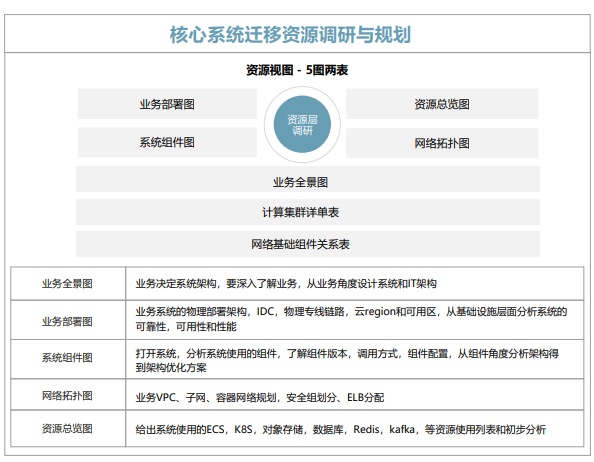 核心系统迁移资源调研与规划
资源视图 - 5图两表
业务部署图
资源层
调研
资源总览图
系统组件图
网络拓扑图
业务全景图
计算集群详单表
网络基础组件关系表
业务全景图
业务决定系统架构，要深入了解业务，从业务角度设计系统和IT架构
业务部署图
业务系统的物理部署架构，IDC，物理专线链路，云region和可用区，从基础设施层面分析系统的
可靠性，可用性和性能
系统组件图
打开系统，分析系统使用的组件，了解组件版本，调用方式，组件配置，从组件角度分析架构得
到架构优化方案
网络拓扑图
业务VPC、子网、容器网络规划，安全组划分、ELB分配
资源总览图
给出系统使用的ECS，K8S，对象存储，数据库，Redis，kafka，等资源使用列表和初步分析